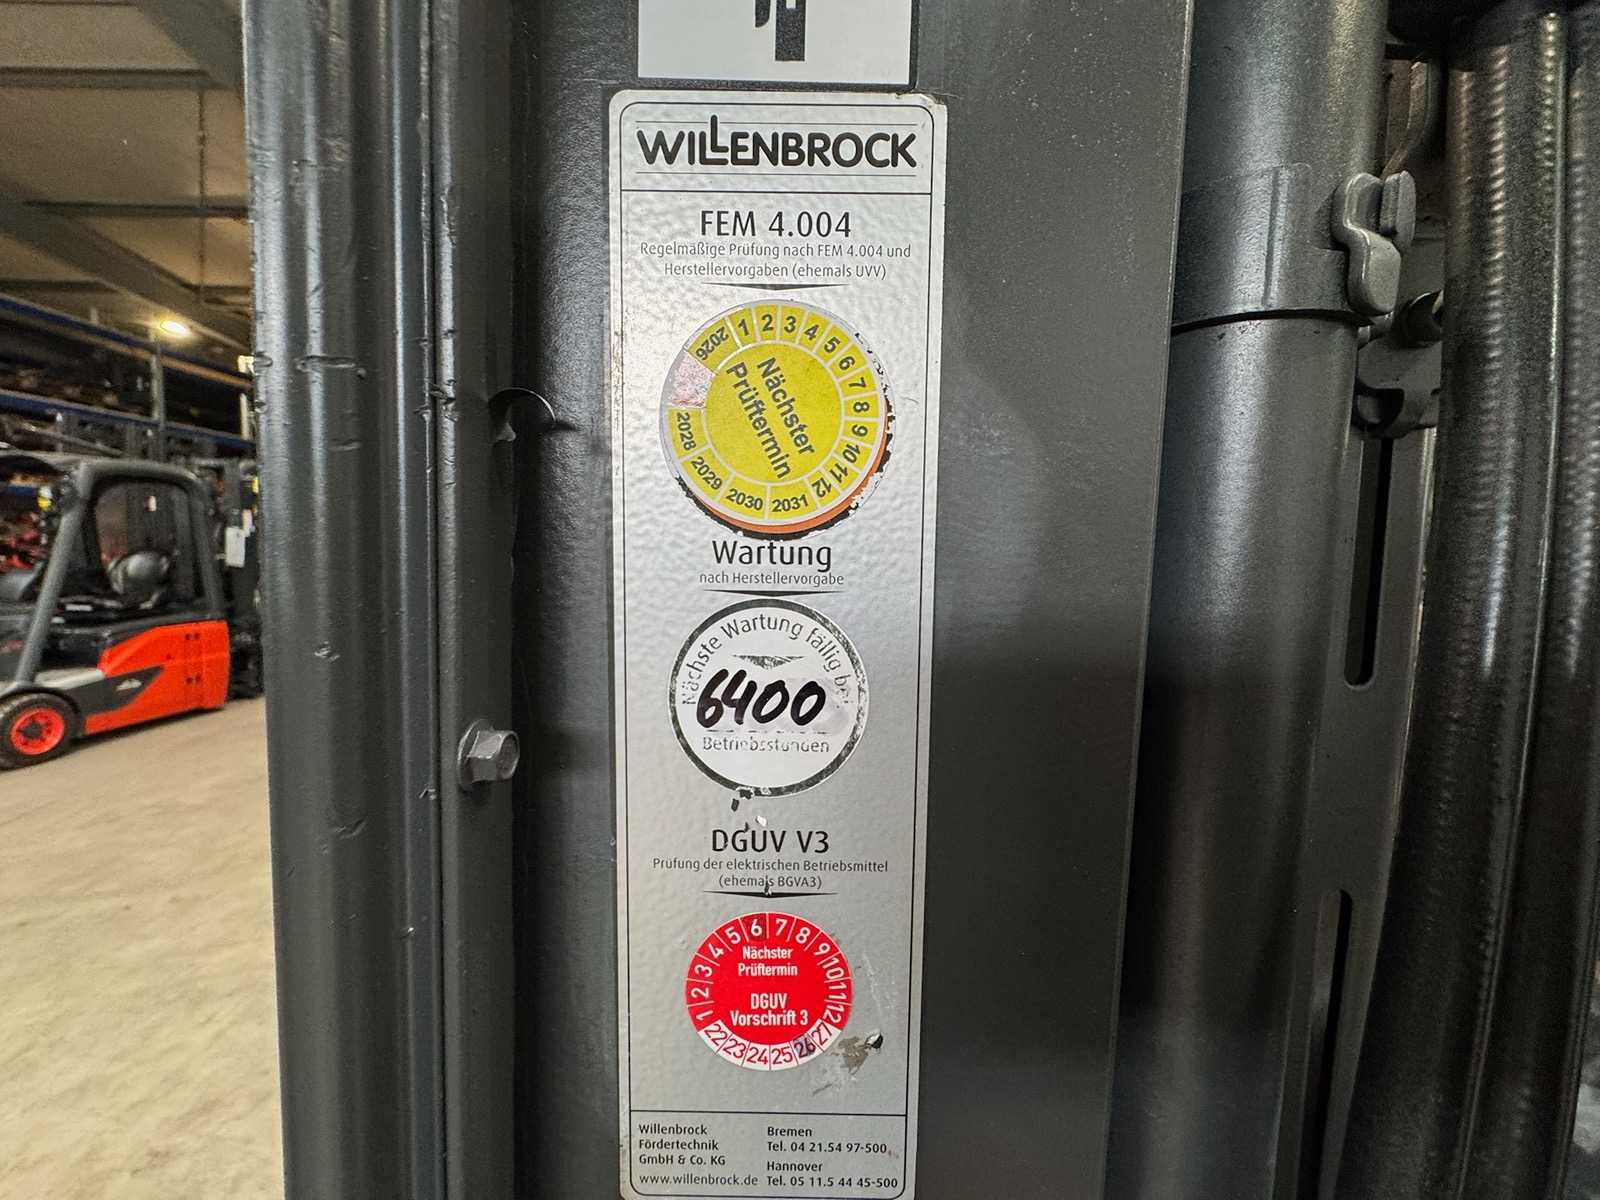 WILLENBROCK
FEM 4.004
Regelmäßige Prüfung nach FEM 4.004 und
Herstellervorgaben (ehemals UVV)
2026 1 2 3 4 5 6 7 8 9 10 11 12
Nächster
Prüftermin
2028 2029 2030 2031
Wartung
nach Herstellervorgabe
Nächste Wartung fällig bei
6400
Betriebsstunden
DGUV V3
Prüfung der elektrischen Betriebsmittel
(ehemals BGVA3)
1 2 3 4 5 6 7 8 9 10 11 12
Nächster
Prüftermin
DGUV
Vorschrift 3
22 23 24 25 26 27
Willenbrock
Fördertechnik
GmbH & Co. KG
www.willenbrock.de
Bremen
Tel. 04 21.54 97-500
Hannover
Tel. 05 11.5 44 45-500